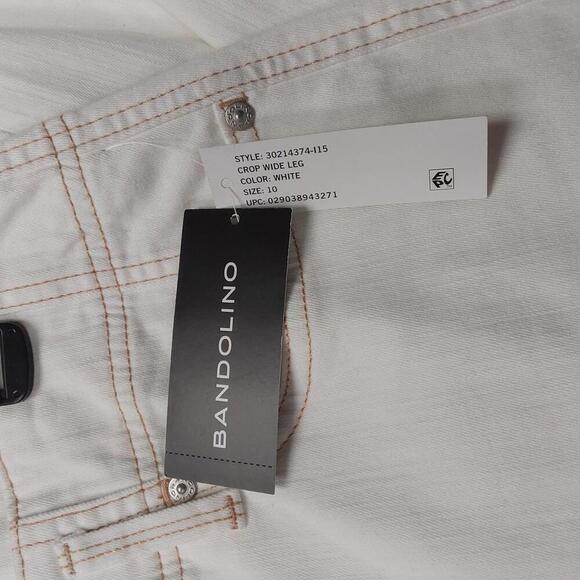 STYLE: 30214374-I15
CROP WIDE LEG
COLOR: WHITE
SIZE: 10
UPC: 029038943271
BANDOLINO